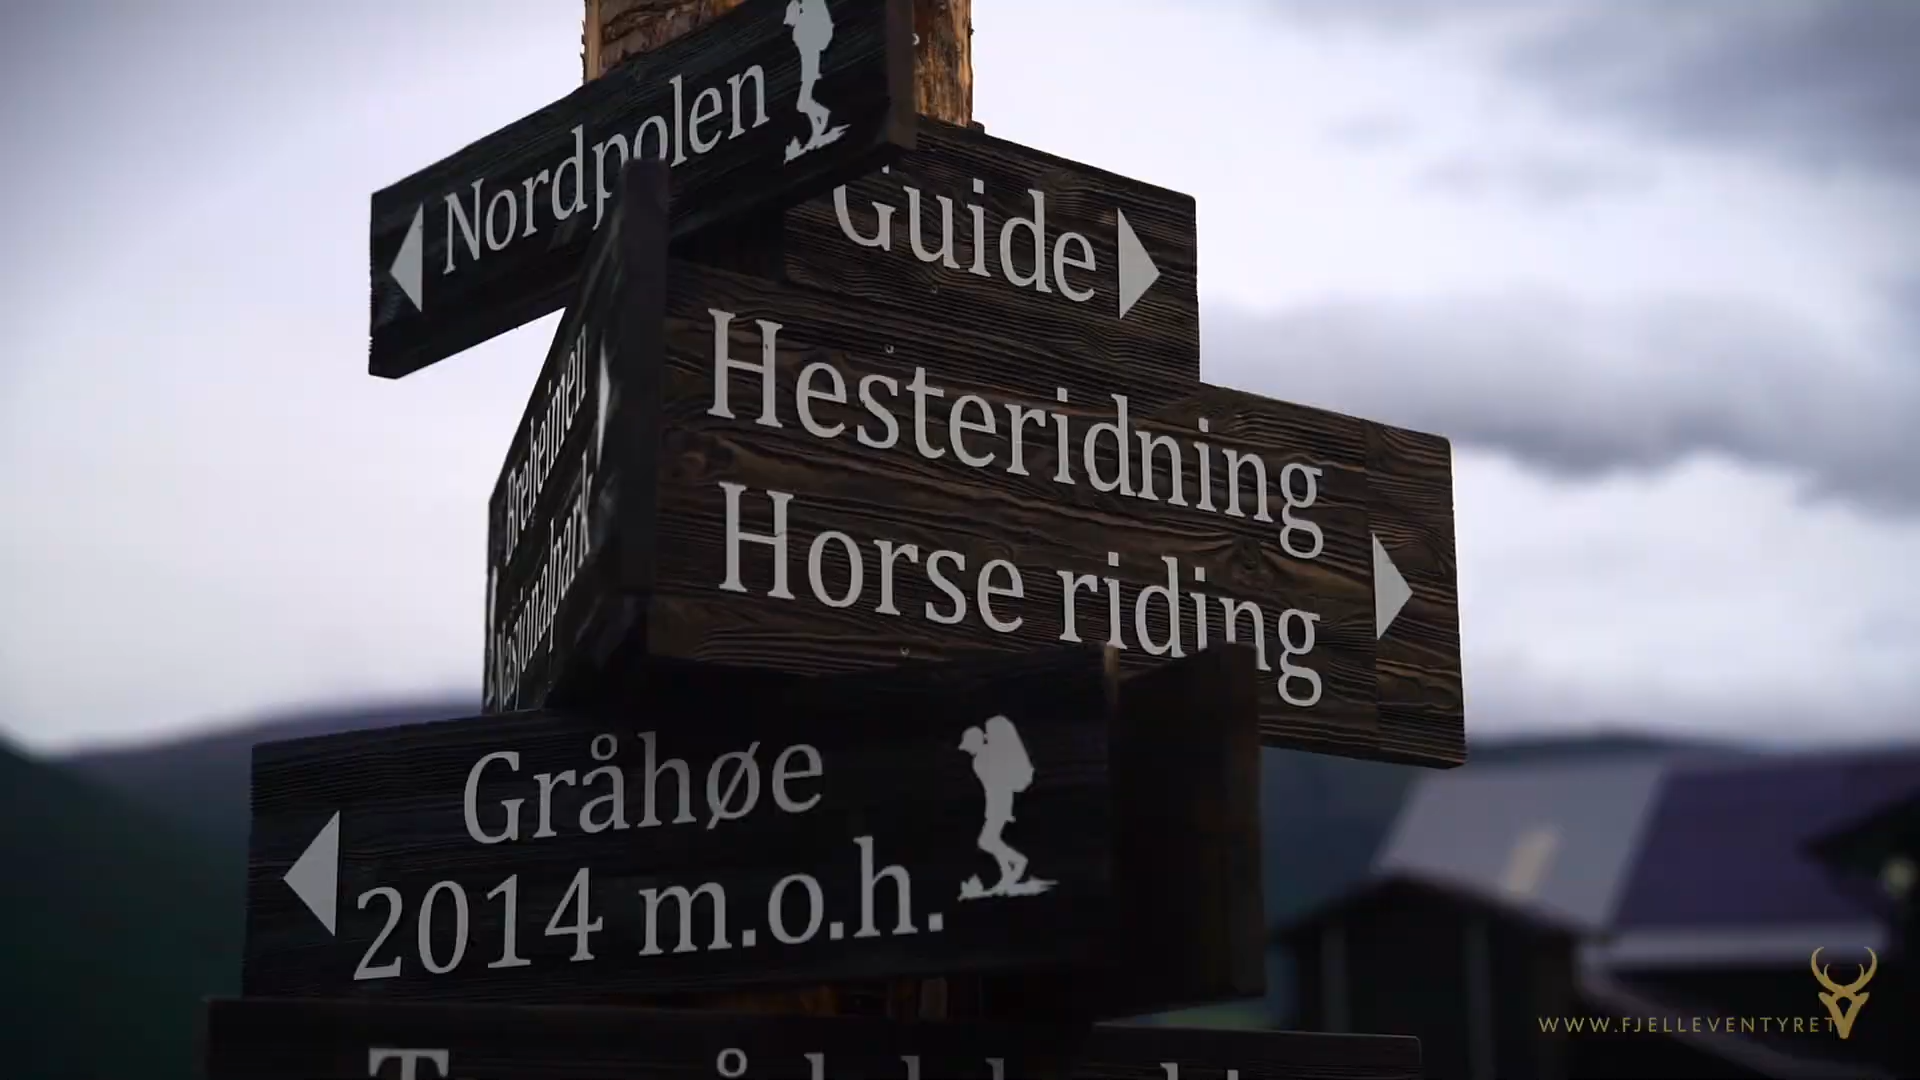 Nordpolen
Guide
Hesteridning
Horse riding
Breheimen
Nasjonalpark
Gråhøe
2014 m.o.h.
WWW.FJELLEVENTYRET